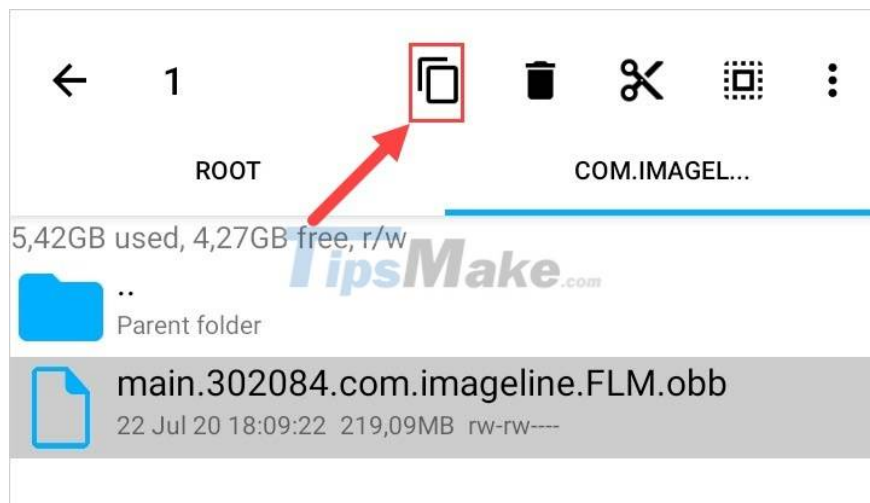 1
ROOT
COM.IMAGEL...
5,42GB used, 4,27GB free, r/w
TipsMake.com
..
Parent folder
main.302084.com.imageline.FLM.obb
22 Jul 20 18:09:22 219,09MB rw-rw----